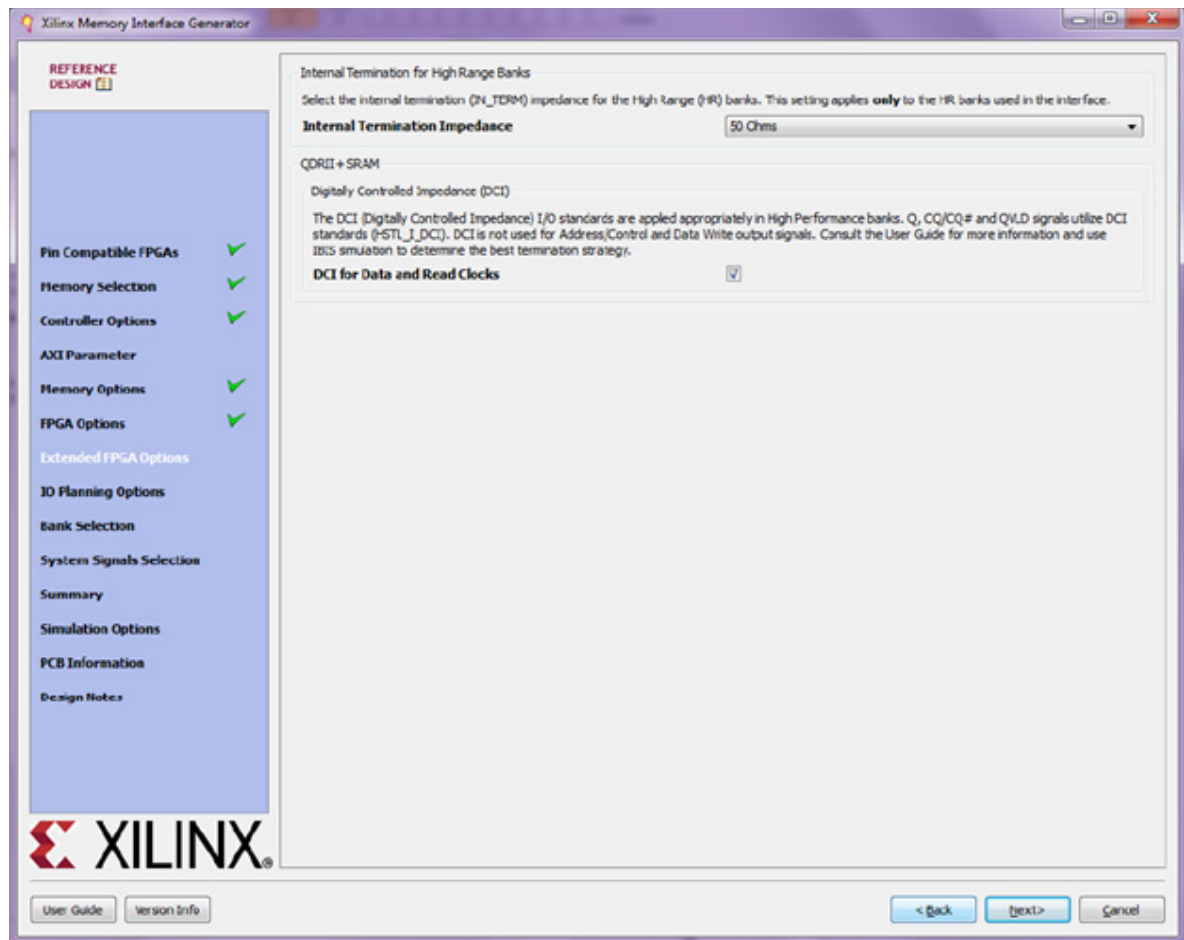 Xilinx Memory Interface Generator
REFERENCE
DESIGN
Pin Compatible FPGAs
Memory Selection
Controller Options
AXI Parameter
Memory Options
FPGA Options
Extended FPGA Options
IO Planning Options
Bank Selection
System Signals Selection
Summary
Simulation Options
PCB Information
Design Notes
XILINX®
Internal Termination for High Range Banks
Select the internal termination (IN_TERM) impedance for the High Range (HR) banks. This setting applies only to the HR banks used in the interface.
Internal Termination Impedance
50 Ohms
QDRII+ SRAM
Digitally Controlled Impedance (DCI)
The DCI (Digitally Controlled Impedance) I/O standards are applied appropriately in High Performance banks. Q, CQ/CQ# and QVLD signals utilize DCI
standards (HSTL_I_DCI). DCI is not used for Address/Control and Data Write output signals. Consult the User Guide for more information and use
IBIS simulation to determine the best termination strategy.
DCI for Data and Read Clocks
User Guide
Version Info
< Back
Next>
Cancel